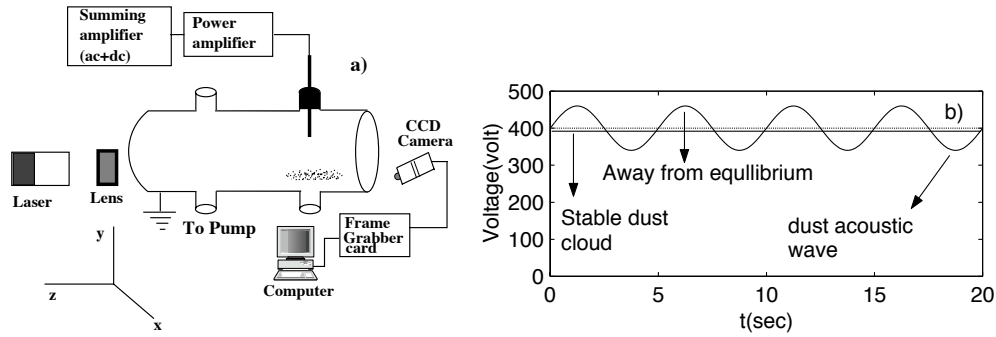 Summing
amplifier
(ac+dc)
Power
amplifier
a)
CCD
Camera
Laser
Lens
To Pump
Frame
Grabber
card
Computer
y
z
x
b)
Voltage(volt)
500
400
300
200
100
0
Away from equllibrium
Stable dust
cloud
dust acoustic
wave
0
5
10
15
20
t(sec)